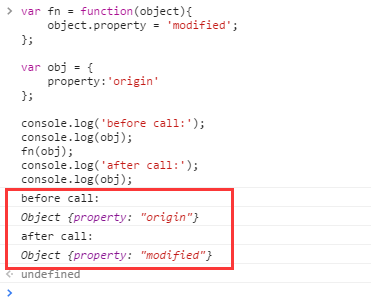 var fn = function(object){
object.property = 'modified';
};
var obj = {
property:'origin'
};
console.log('before call:');
console.log(obj);
fn(obj);
console.log('after call:');
console.log(obj);
before call:
Object {property: "origin"}
after call:
Object {property: "modified"}
undefined